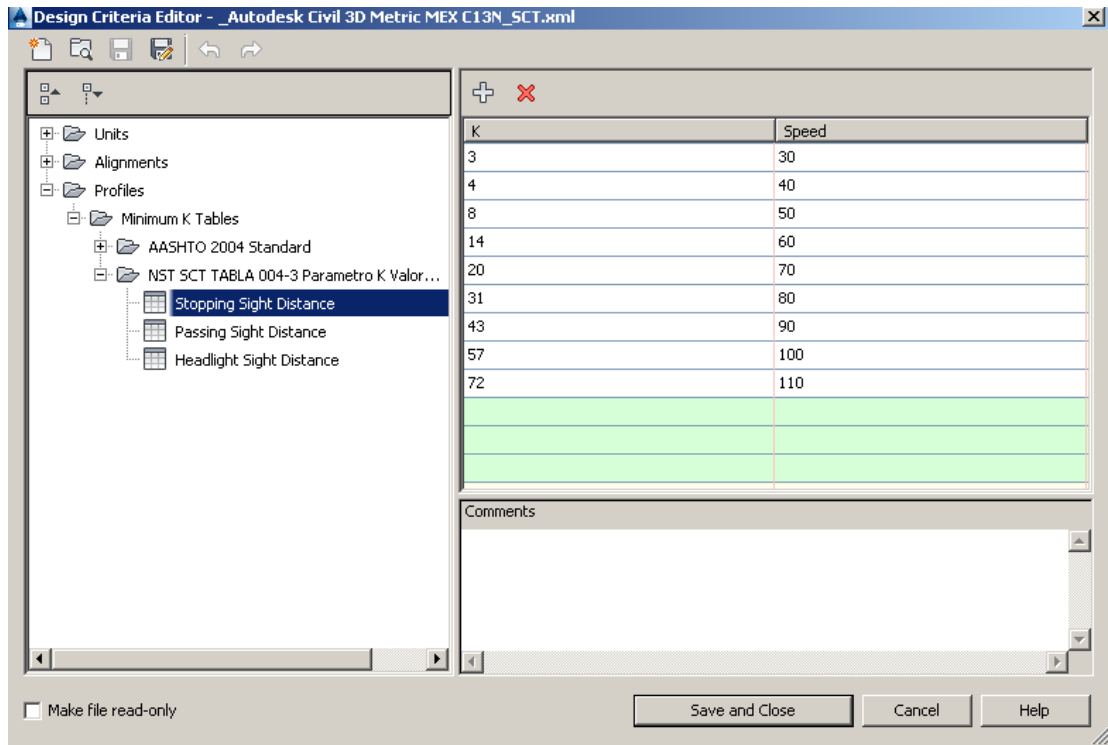 Design Criteria Editor - _Autodesk Civil 3D Metric MEX C13N_SCT.xml
Units
Alignments
Profiles
Minimum K Tables
AASHTO 2004 Standard
NST SCT TABLA 004-3 Parametro K Valor...
Stopping Sight Distance
Passing Sight Distance
Headlight Sight Distance
K Speed
3 30
4 40
8 50
14 60
20 70
31 80
43 90
57 100
72 110
Comments
Make file read-only
Save and Close
Cancel
Help